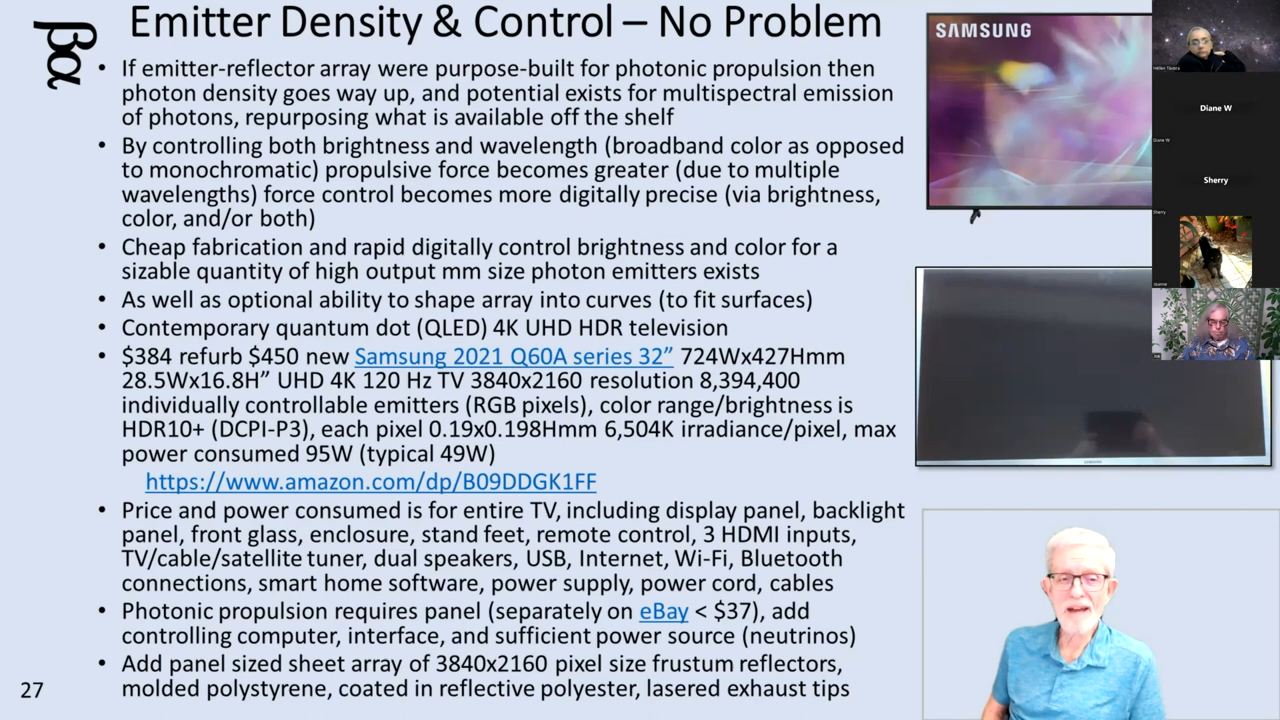 Emitter Density & Control – No Problem
βα
• If emitter-reflector array were purpose-built for photonic propulsion then
photon density goes way up, and potential exists for multispectral emission
of photons, repurposing what is available off the shelf
• By controlling both brightness and wavelength (broadband color as opposed
to monochromatic) propulsive force becomes greater (due to multiple
wavelengths) force control becomes more digitally precise (via brightness,
color, and/or both)
• Cheap fabrication and rapid digitally control brightness and color for a
sizable quantity of high output mm size photon emitters exists
• As well as optional ability to shape array into curves (to fit surfaces)
• Contemporary quantum dot (QLED) 4K UHD HDR television
• $384 refurb $450 new Samsung 2021 Q60A series 32” 724Wx427Hmm
28.5Wx16.8H” UHD 4K 120 Hz TV 3840x2160 resolution 8,394,400
individually controllable emitters (RGB pixels), color range/brightness is
HDR10+ (DCPI-P3), each pixel 0.19x0.198Hmm 6,504K irradiance/pixel, max
power consumed 95W (typical 49W)
https://www.amazon.com/dp/B09DDGK1FF
• Price and power consumed is for entire TV, including display panel, backlight
panel, front glass, enclosure, stand feet, remote control, 3 HDMI inputs,
TV/cable/satellite tuner, dual speakers, USB, Internet, Wi-Fi, Bluetooth
connections, smart home software, power supply, power cord, cables
• Photonic propulsion requires panel (separately on eBay < $37), add
controlling computer, interface, and sufficient power source (neutrinos)
• Add panel sized sheet array of 3840x2160 pixel size frustum reflectors,
molded polystyrene, coated in reflective polyester, lasered exhaust tips
27
SAMSUNG
Diane W
Diane W
Sherry
Sherry